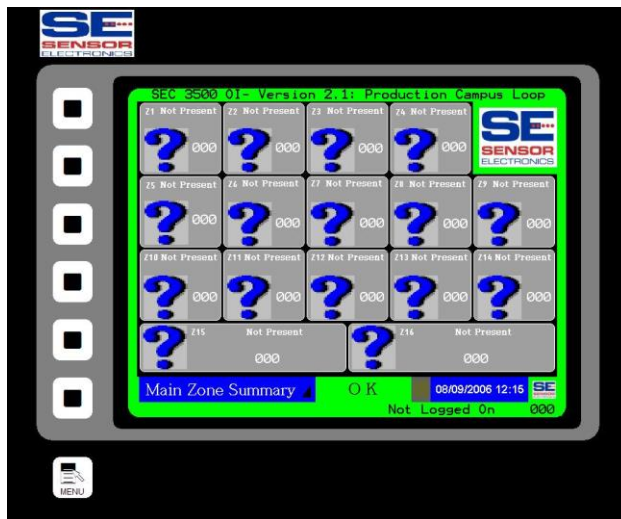 SE
SENSOR
ELECTRONICS
SEC 3500 OI- Version 2.1: Production Campus Loop
Z1 Not Present Z2 Not Present Z3 Not Present Z4 Not Present
000 000 000 000
SE
SENSOR
ELECTRONICS
Z5 Not Present Z6 Not Present Z7 Not Present Z8 Not Present Z9 Not Present
000 000 000 000 000
Z10 Not Present Z11 Not Present Z12 Not Present Z13 Not Present Z14 Not Present
000 000 000 000 000
Z15 Not Present Z16 Not Present
000 000
Main Zone Summary OK 08/09/2006 12:15 SE
Not Logged On 000
MENU